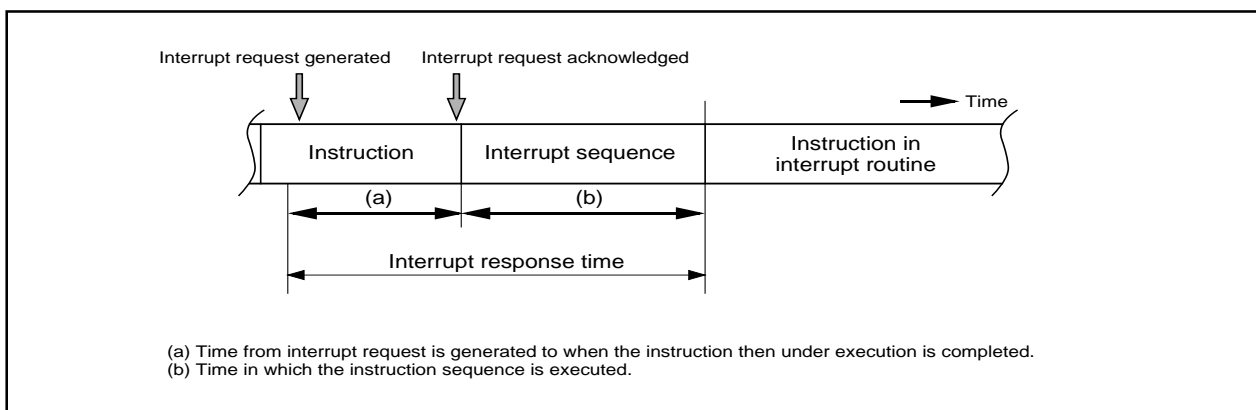 Interrupt request generated
Interrupt request acknowledged
Time
Instruction
Interrupt sequence
Instruction in
interrupt routine
(a)
(b)
Interrupt response time
(a) Time from interrupt request is generated to when the instruction then under execution is completed.
(b) Time in which the instruction sequence is executed.